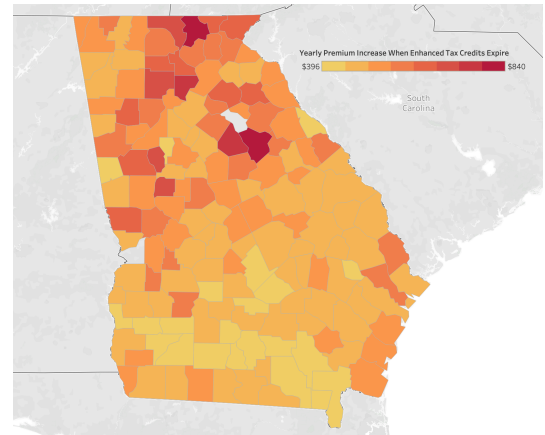 Yearly Premium Increase When Enhanced Tax Credits Expire
$396 $840
South
Carolina